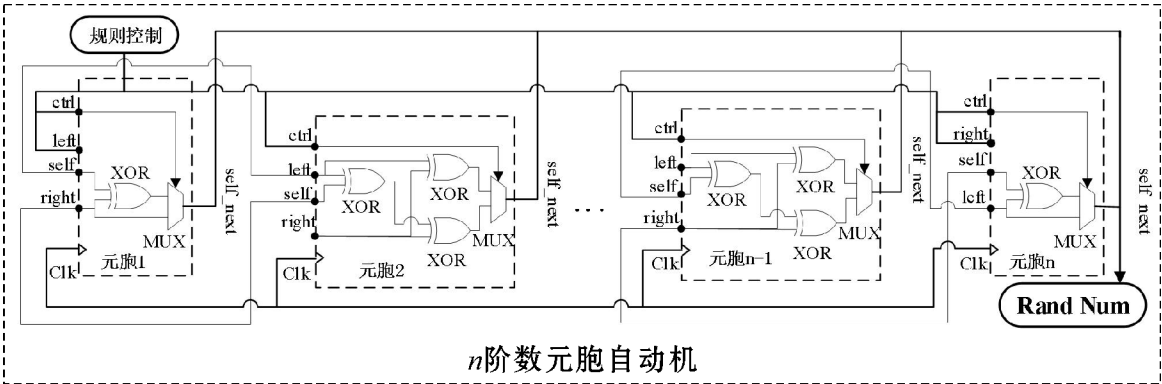 规则控制
ctrl
left
self
right
XOR
MUX
Clk
元胞1
self_next
ctrl
left
self
right
XOR
XOR
XOR
MUX
Clk
元胞2
self_next
· · ·
ctrl
left
self
right
XOR
XOR
XOR
MUX
Clk
元胞n-1
self_next
ctrl
right
self
left
XOR
MUX
Clk
元胞n
self_next
Rand Num
n阶数元胞自动机